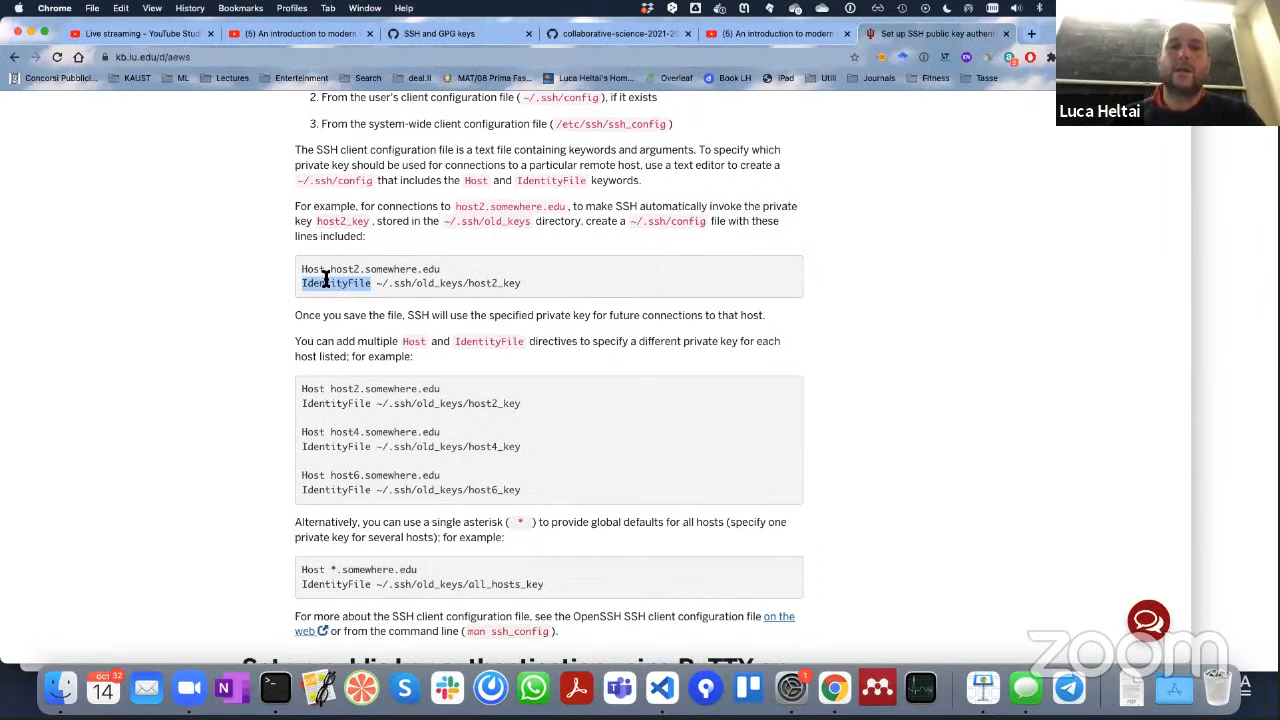 Chrome File Edit View History Bookmarks Profiles Tab Window
Live streaming - YouTube Stud
(5) An introduction to modern
SSH and GPG keys
collaborative-science-2021-20
(5) An introduction to modern
Set up SSH public key authent
kb.iu.edu/d/aews
Concorsi Pubblici... KAUST ML Lectures Entertainment Search deal.II MAT/08 Prima Fas... Luca Heltai's Hom... Overleaf Book LH iPad Util Journals Fitness Tasse
Luca Heltai
2. From the user's client configuration file ( ~/.ssh/config ), if it exists
3. From the system-wide client configuration file ( /etc/ssh/ssh_config )
The SSH client configuration file is a text file containing keywords and arguments. To specify which
private key should be used for connections to a particular remote host, use a text editor to create a
~/.ssh/config that includes the Host and IdentityFile keywords.
For example, for connections to host2.somewhere.edu , to make SSH automatically invoke the private
key host2_key , stored in the ~/.ssh/old_keys directory, create a ~/.ssh/config file with these
lines included:
Host host2.somewhere.edu
IdentityFile ~/.ssh/old_keys/host2_key
Once you save the file, SSH will use the specified private key for future connections to that host.
You can add multiple Host and IdentityFile directives to specify a different private key for each
host listed; for example:
Host host2.somewhere.edu
IdentityFile ~/.ssh/old_keys/host2_key
Host host4.somewhere.edu
IdentityFile ~/.ssh/old_keys/host4_key
Host host6.somewhere.edu
IdentityFile ~/.ssh/old_keys/host6_key
Alternatively, you can use a single asterisk ( * ) to provide global defaults for all hosts (specify one
private key for several hosts); for example:
Host *.somewhere.edu
IdentityFile ~/.ssh/old_keys/all_hosts_key
For more about the SSH client configuration file, see the OpenSSH SSH client configuration file on the
web or from the command line ( man ssh_config ).
zoom
OCT 32
14
1
PDF